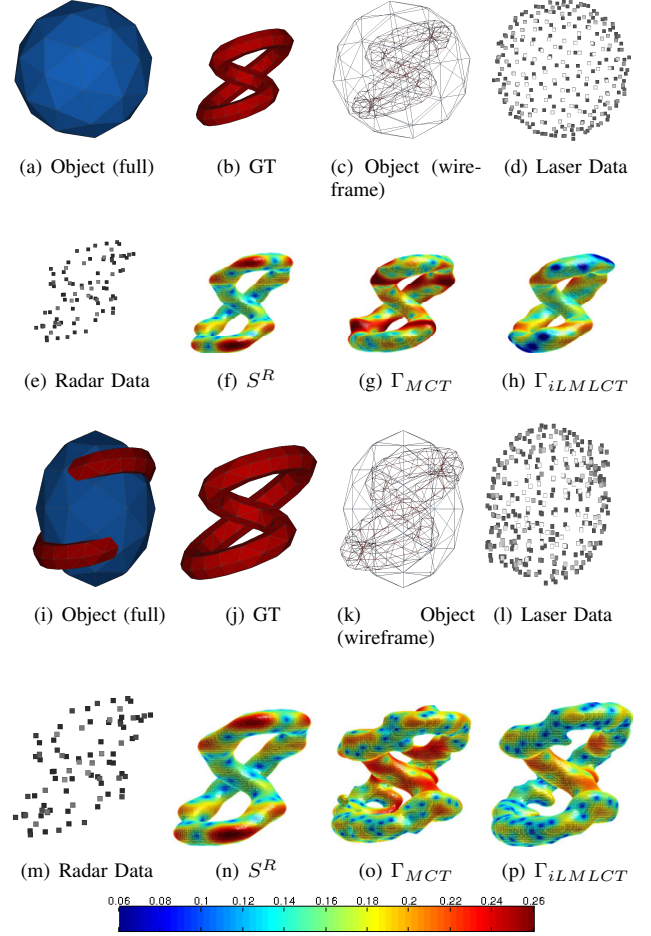 (a) Object (full)
(b) GT
(c) Object (wire-
frame)
(d) Laser Data
(e) Radar Data
(f) S^R
(g) Γ_MCT
(h) Γ_iLMLCT
(i) Object (full)
(j) GT
(k) Object
(wireframe)
(l) Laser Data
(m) Radar Data
(n) S^R
(o) Γ_MCT
(p) Γ_iLMLCT
0.06 0.08 0.1 0.12 0.14 0.16 0.18 0.2 0.22 0.24 0.26